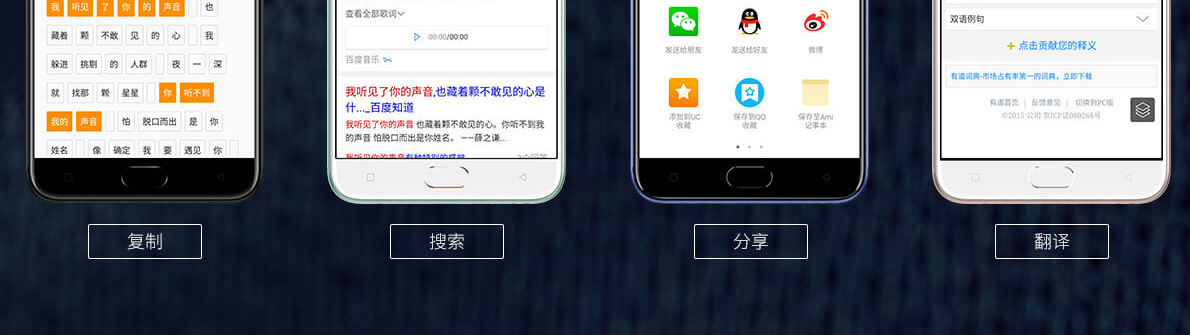 我 听见 了 你 的 声音 也
藏着 颗 不敢 见 的 心 我
躲进 挑剔 的 人群 夜 一 深
就 找那 颗 星星 你 听不到
我的 声音 怕 脱口而出 是 你
姓名 像 确定 我 要 遇见 你
复制
查看全部歌词
00:00/00:00
百度音乐
我听见了你的声音,也藏着颗不敢见的心是
什..._百度知道
我听见了你的声音 也藏着颗不敢见的心。你听不到我
的声音 怕脱口而出是你姓名。 ——薛之谦...
搜索
发送给朋友 发送给好友 微博
添加到UC
收藏
保存到QQ
收藏
保存至Ami
记事本
分享
双语例句
点击贡献您的释义
有道词典-市场占有率第一的词典，立即下载
有道首页 | 反馈意见 | 切换到PC版
©2015 公司 京ICP证080268号
翻译